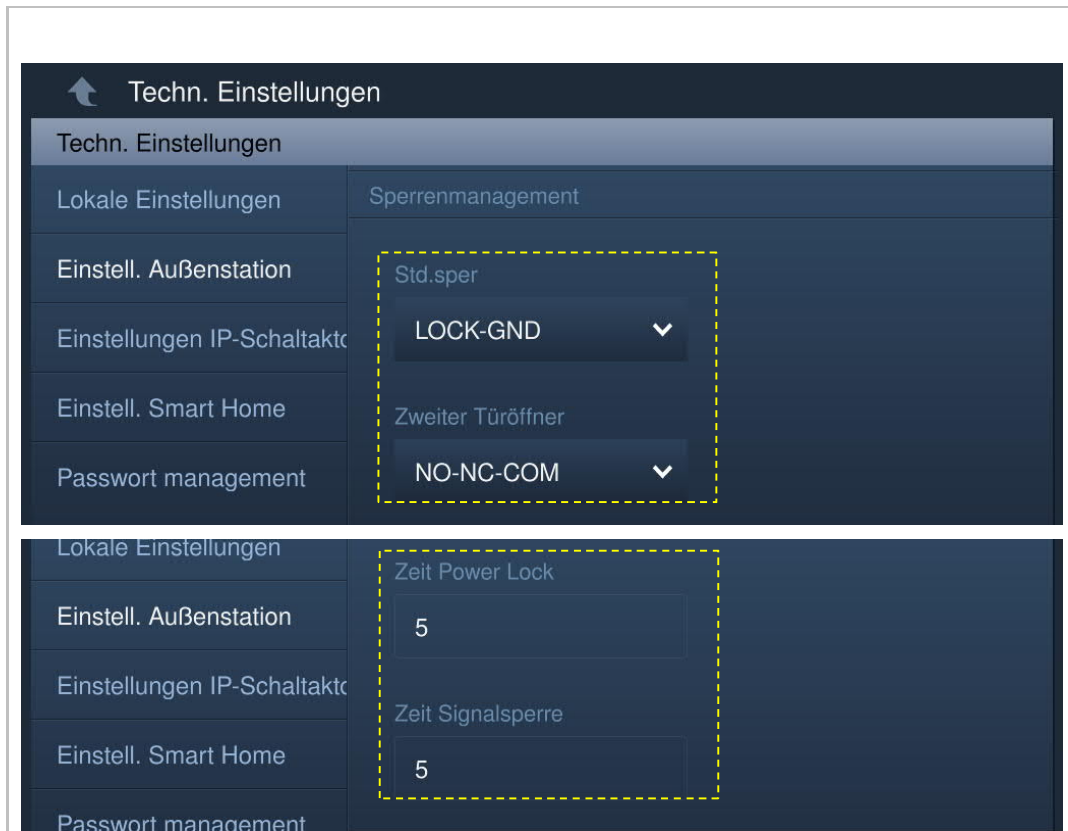 Techn. Einstellungen
Techn. Einstellungen
Lokale Einstellungen
Einstell. Außenstation
Einstellungen IP-Schaltakto
Einstell. Smart Home
Passwort management
Sperrenmanagement
Std.sper
LOCK-GND
Zweiter Türöffner
NO-NC-COM
Lokale Einstellungen
Einstell. Außenstation
Einstellungen IP-Schaltakto
Einstell. Smart Home
Passwort management
Zeit Power Lock
5
Zeit Signalsperre
5